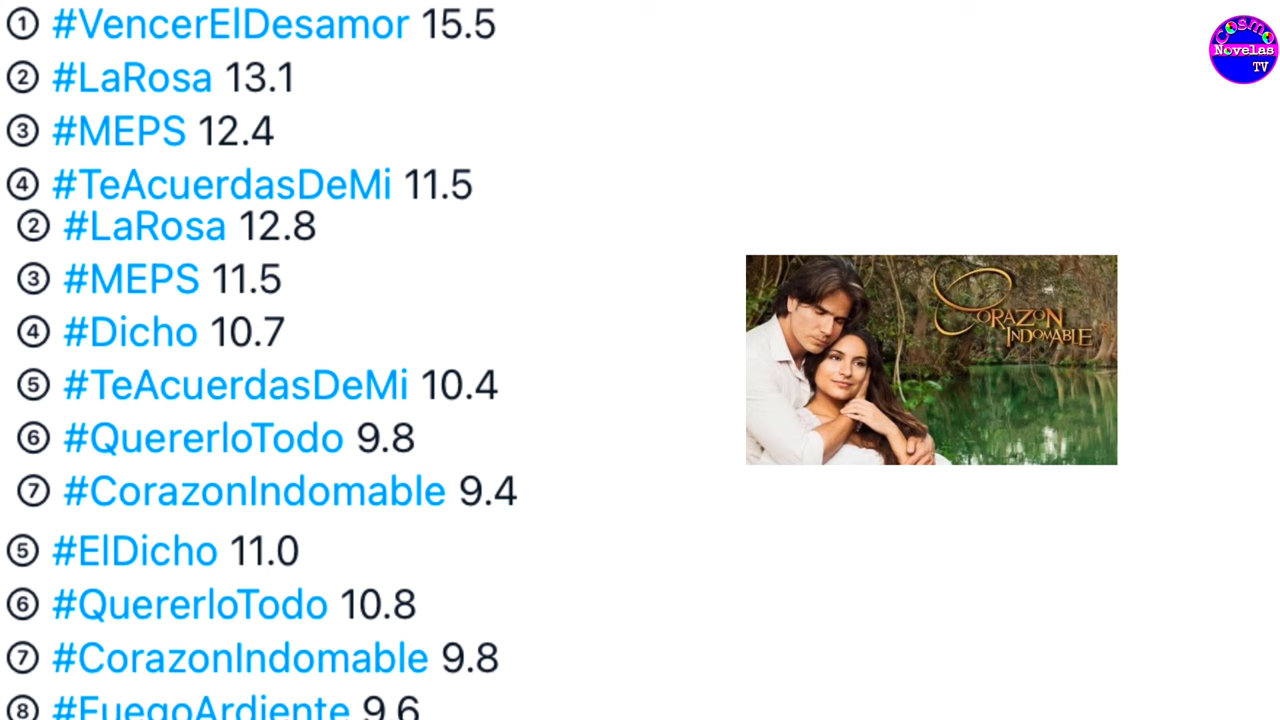 ① #VencerElDesamor 15.5
② #LaRosa 13.1
③ #MEPS 12.4
④ #TeAcuerdasDeMi 11.5
② #LaRosa 12.8
③ #MEPS 11.5
④ #Dicho 10.7
⑤ #TeAcuerdasDeMi 10.4
⑥ #QuererloTodo 9.8
⑦ #CorazonIndomable 9.4
⑤ #ElDicho 11.0
⑥ #QuererloTodo 10.8
⑦ #CorazonIndomable 9.8
⑧ #FuegoArdiente 9.6
CORAZON
INDOMABLE
Cosmo
Novelas
TV